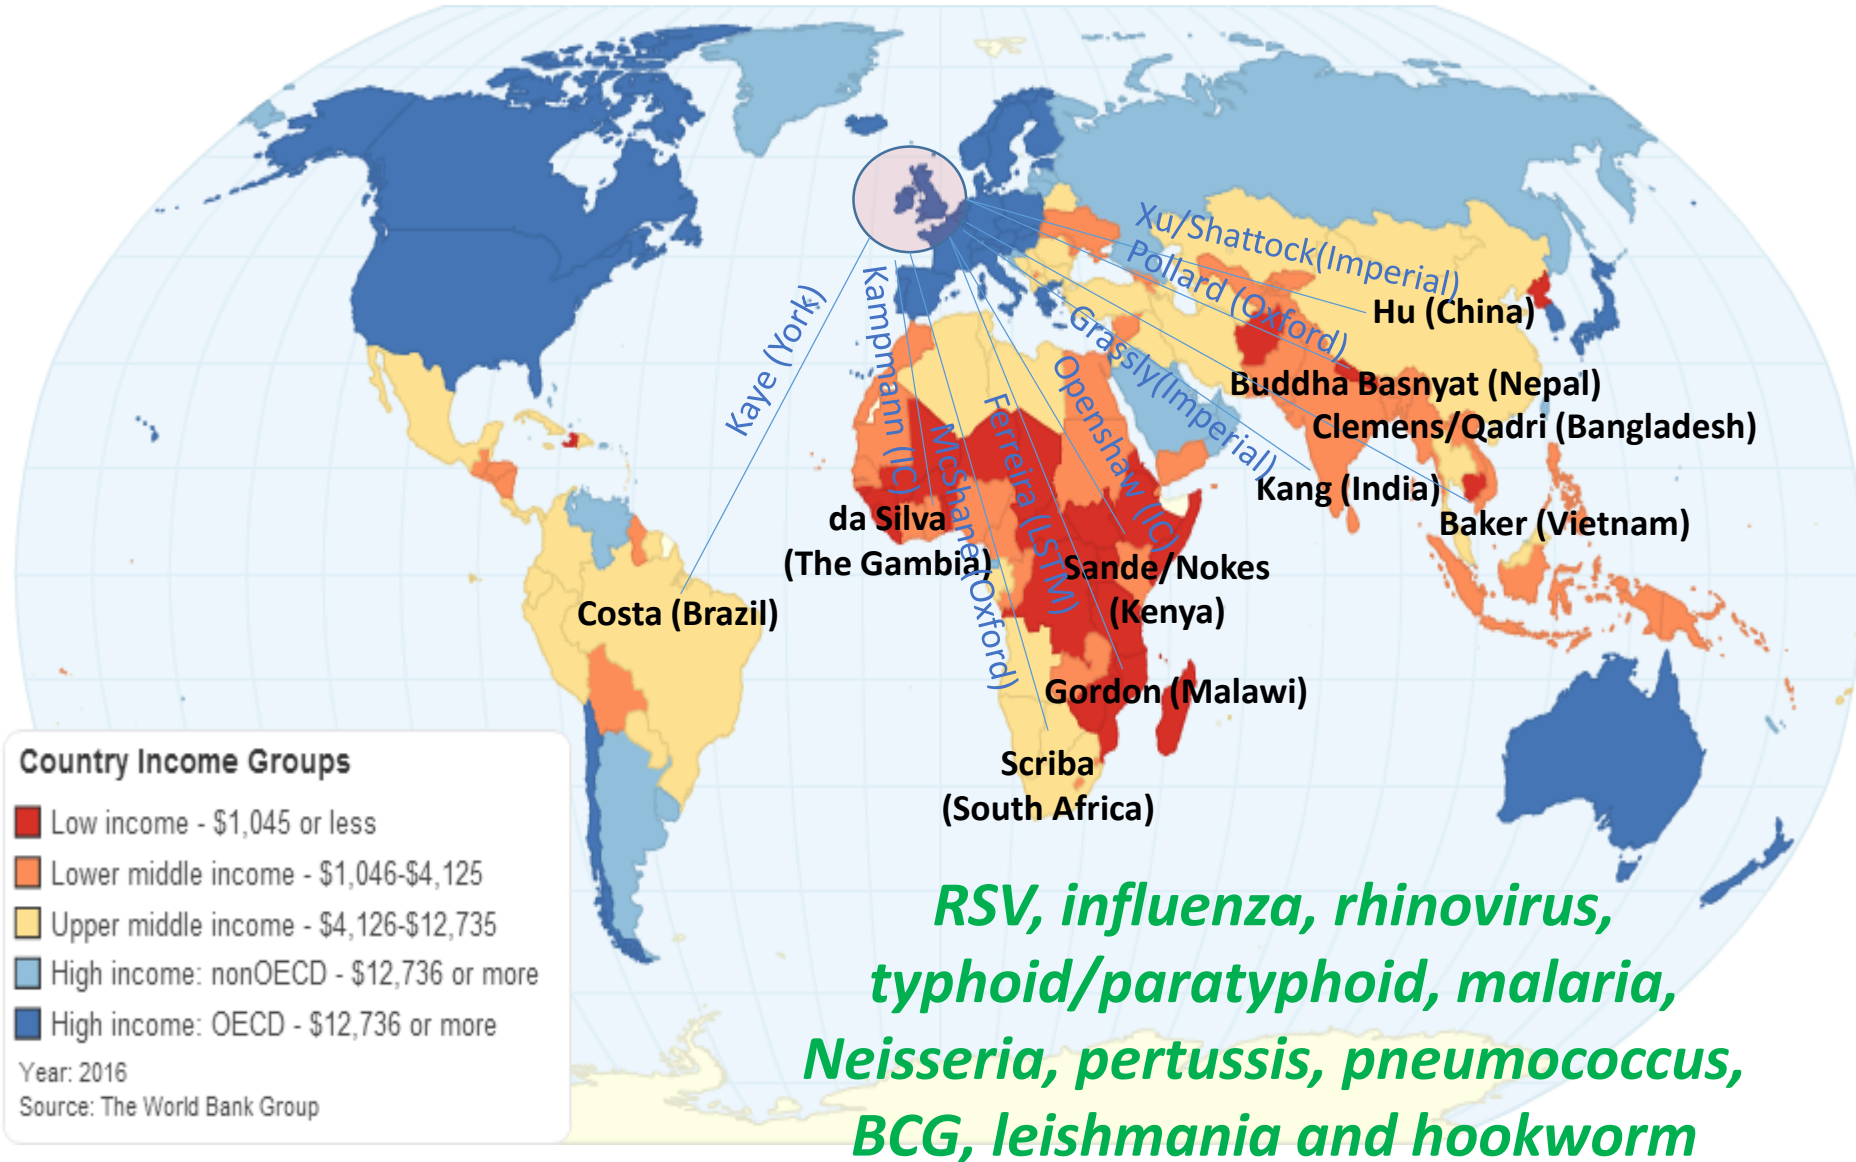 Xu/Shattock(Imperial)
Pollard (Oxford)
Grassly(Imperial)
Openshaw (IC)
Ferreira (LSTM)
McShane(Oxford)
Kampmann (IC)
Kaye (York)
Hu (China)
Buddha Basnyat (Nepal)
Clemens/Qadri (Bangladesh)
Kang (India)
Baker (Vietnam)
da Silva
(The Gambia)
Sande/Nokes
(Kenya)
Costa (Brazil)
Gordon (Malawi)
Scriba
(South Africa)
Country Income Groups
Low income - $1,045 or less
Lower middle income - $1,046-$4,125
Upper middle income - $4,126-$12,735
High income: nonOECD - $12,736 or more
High income: OECD - $12,736 or more
Year: 2016
Source: The World Bank Group
RSV, influenza, rhinovirus,
typhoid/paratyphoid, malaria,
Neisseria, pertussis, pneumococcus,
BCG, leishmania and hookworm